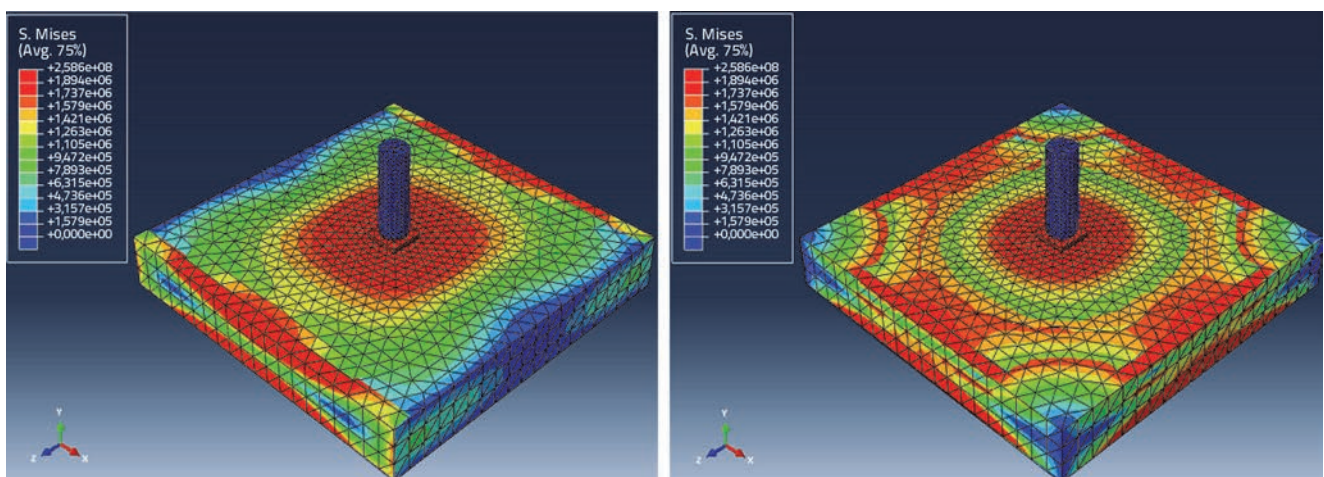 S. Mises
(Avg. 75%)
+2,586e+08
+1,894e+06
+1,737e+06
+1,579e+06
+1,421e+06
+1,263e+06
+1,105e+06
+9,472e+05
+7,893e+05
+6,315e+05
+4,736e+05
+3,157e+05
+1,579e+05
+0,000e+00
Y
Z
X
S. Mises
(Avg. 75%)
+2,586e+08
+1,894e+06
+1,737e+06
+1,579e+06
+1,421e+06
+1,263e+06
+1,105e+06
+9,472e+05
+7,893e+05
+6,315e+05
+4,736e+05
+3,157e+05
+1,579e+05
+0,000e+00
Y
Z
X